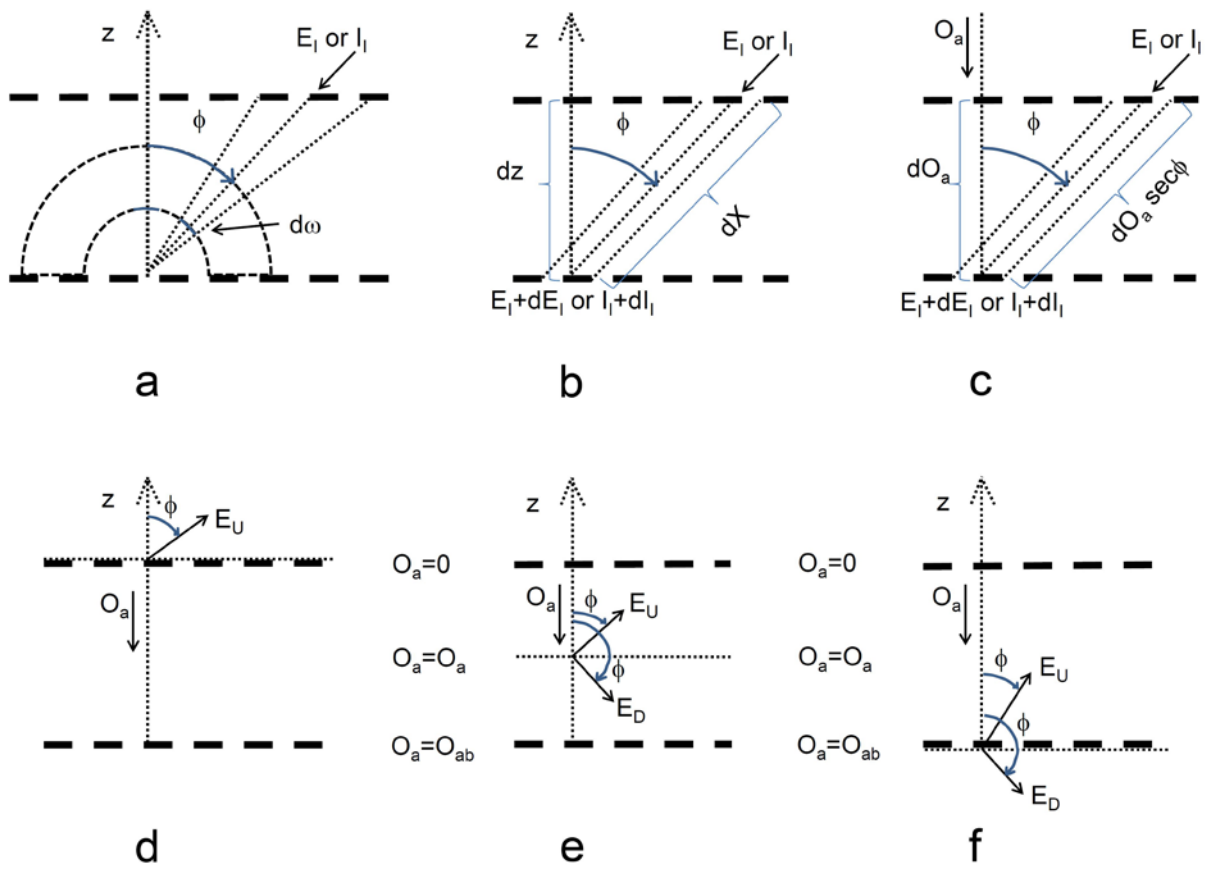 z
E_I or I_I
ϕ
dω
a
z
E_I or I_I
ϕ
dz
dX
E_I+dE_I or I_I+dI_I
b
O_a
z
E_I or I_I
ϕ
dO_a
dO_a secϕ
E_I+dE_I or I_I+dI_I
c
z
ϕ
E_U
O_a
d
z
O_a=0
O_a
ϕ
E_U
O_a=O_a
ϕ
E_D
O_a=O_ab
e
z
O_a=0
O_a
ϕ
E_U
O_a=O_a
ϕ
O_a=O_ab
E_D
f